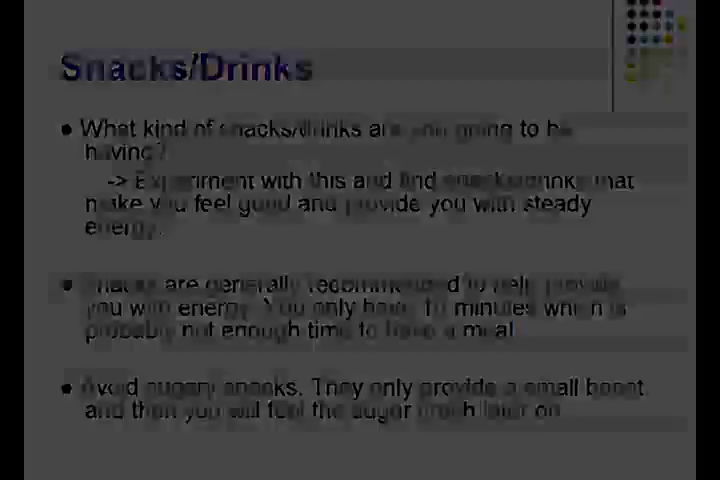 Snacks/Drinks
● What kind of snacks/drinks are you going to be
having?
-> Experiment with this and find snacks/drinks that
make you feel good and provide you with steady
energy.
● Snacks are generally recommended to help provide
you with energy. You only have 10 minutes which is
probably not enough time to have a meal
● Avoid sugary snacks. They only provide a small boost
and then you will feel the sugar crash later on